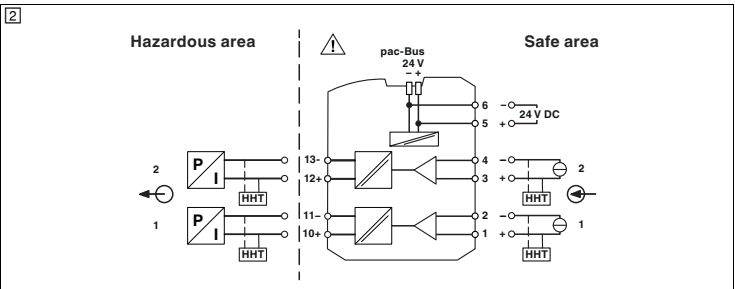 2
Hazardous area
Safe area
pac-Bus
24 V
– +
6 –
24 V DC
5 +
2
P
I
13-
12+
4 –
3 +
2
HHT
HHT
1
P
I
11–
10+
2 –
1 +
1
HHT
HHT